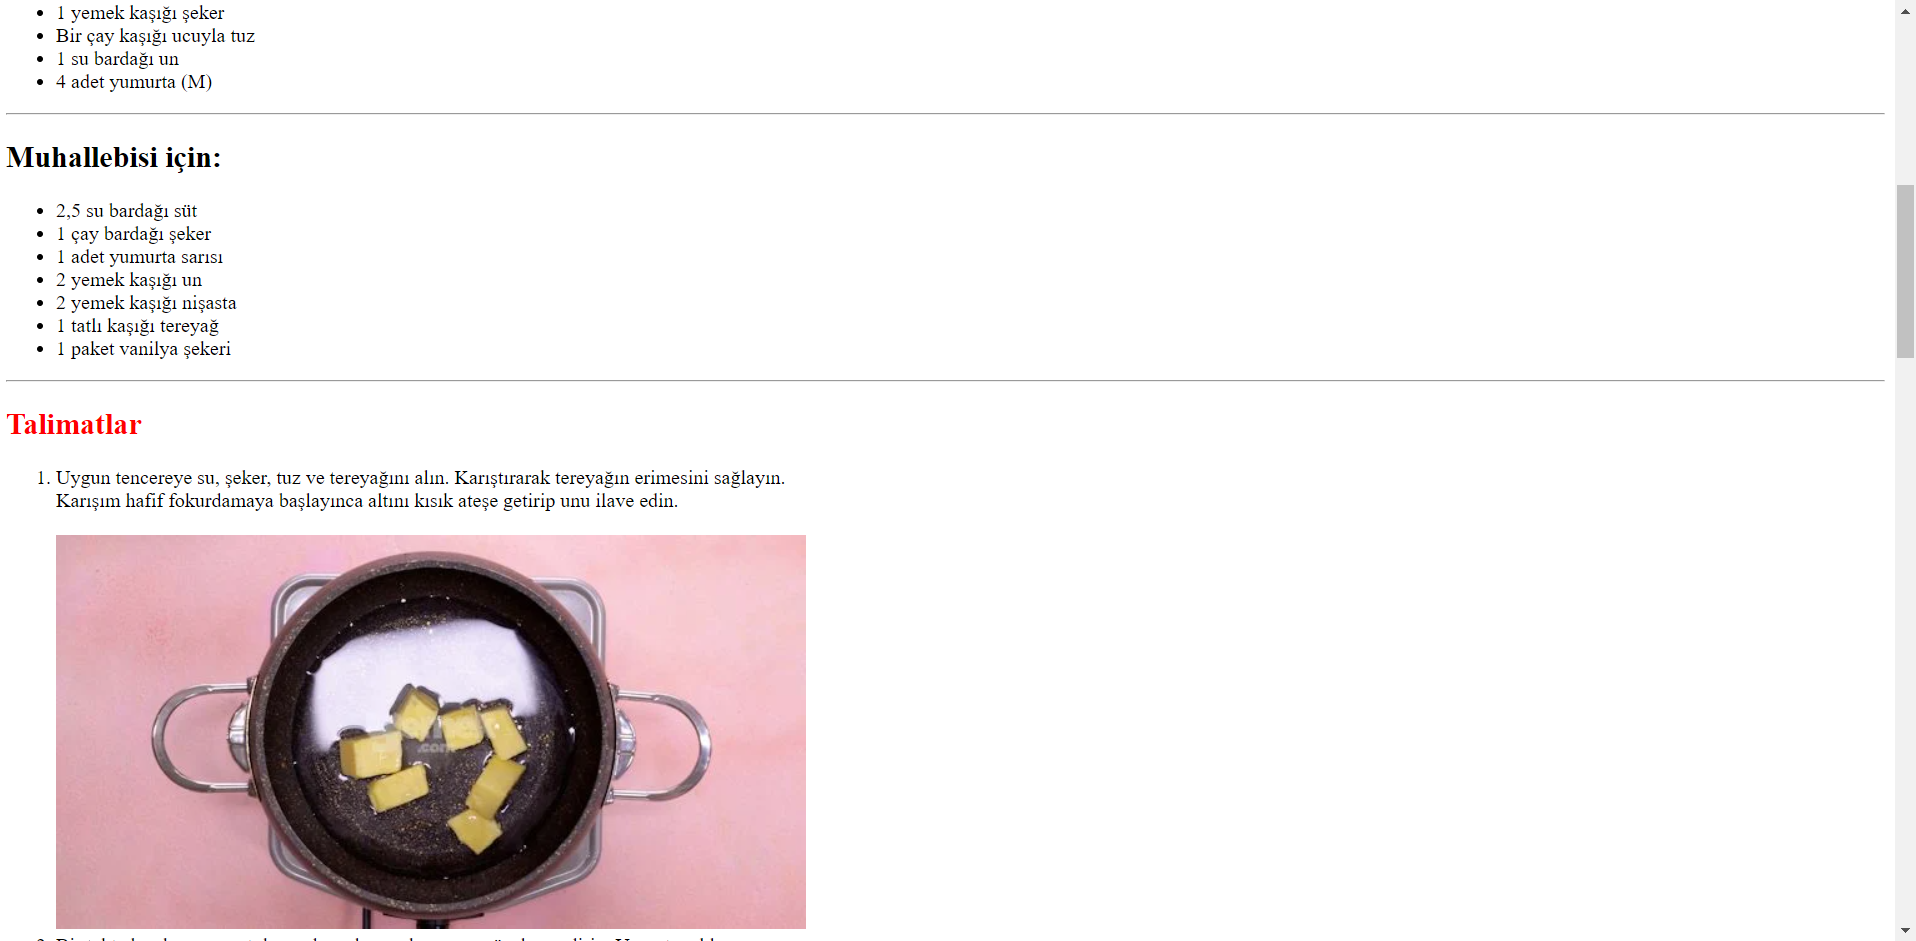 1 yemek kaşığı şeker
Bir çay kaşığı ucuyla tuz
1 su bardağı un
4 adet yumurta (M)
Muhallebisi için:
2,5 su bardağı süt
1 çay bardağı şeker
1 adet yumurta sarısı
2 yemek kaşığı un
2 yemek kaşığı nişasta
1 tatlı kaşığı tereyağ
1 paket vanilya şekeri
Talimatlar
1. Uygun tencereye su, şeker, tuz ve tereyağını alın. Karıştırarak tereyağın erimesini sağlayın.
Karışım hafif fokurdamaya başlayınca altını kısık ateşe getirip unu ilave edin.
.com